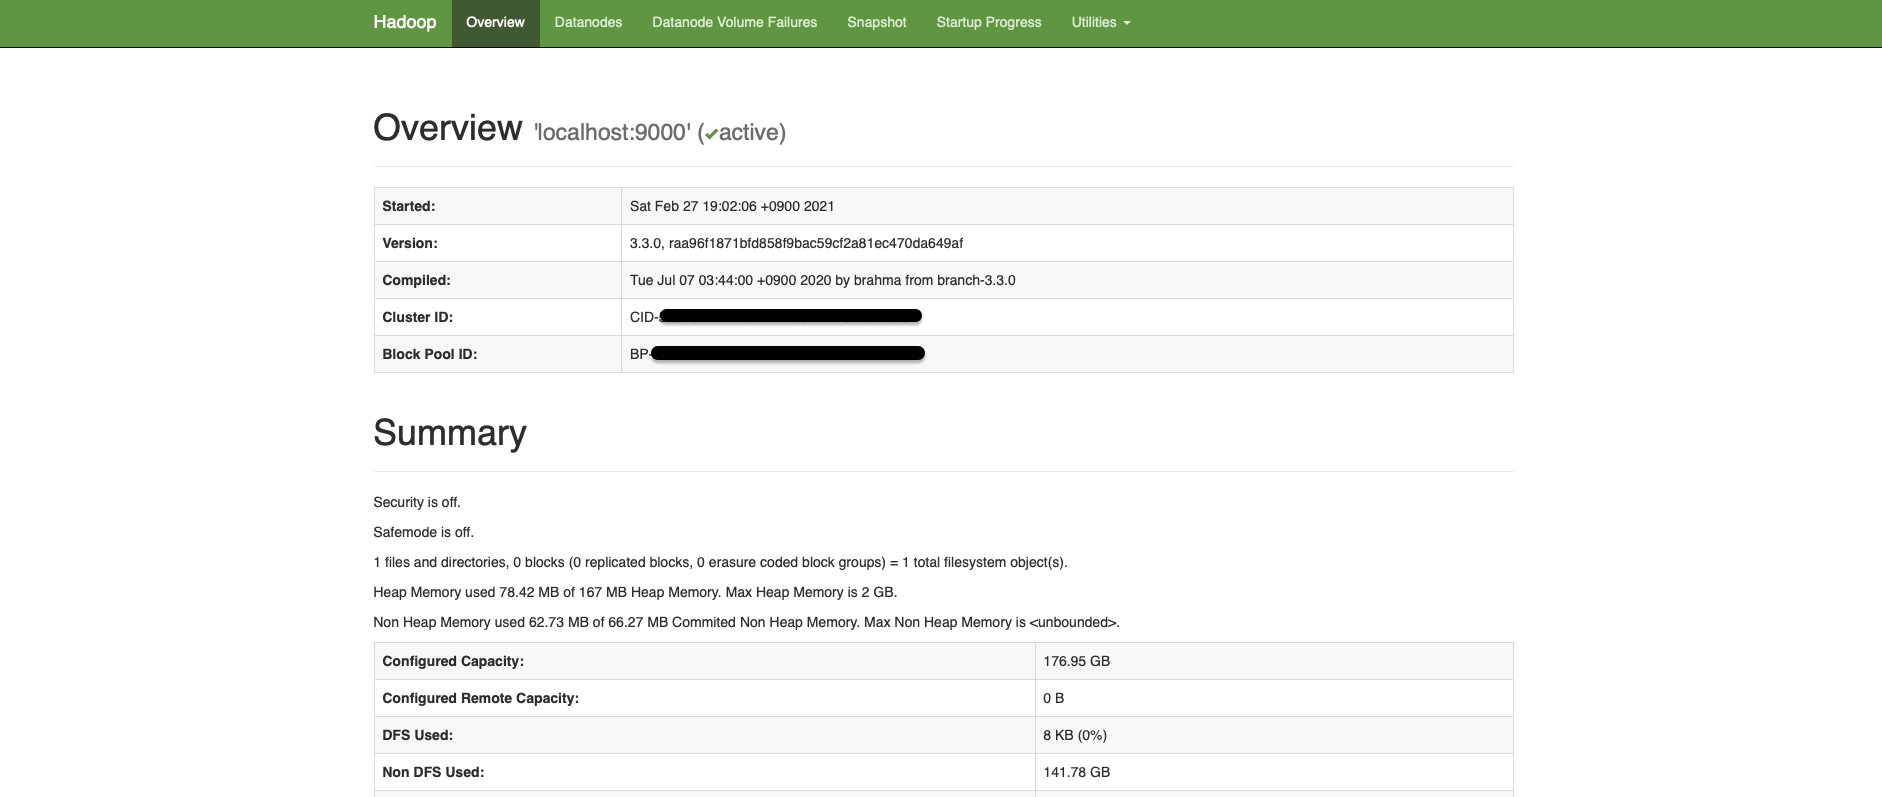 Hadoop Overview Datanodes Datanode Volume Failures Snapshot Startup Progress Utilities
Overview 'localhost:9000' (✔active)
Started: Sat Feb 27 19:02:06 +0900 2021
Version: 3.3.0, raa96f1871bfd858f9bac59cf2a81ec470da649af
Compiled: Tue Jul 07 03:44:00 +0900 2020 by brahma from branch-3.3.0
Cluster ID: CID-
Block Pool ID: BP-
Summary
Security is off.
Safemode is off.
1 files and directories, 0 blocks (0 replicated blocks, 0 erasure coded block groups) = 1 total filesystem object(s).
Heap Memory used 78.42 MB of 167 MB Heap Memory. Max Heap Memory is 2 GB.
Non Heap Memory used 62.73 MB of 66.27 MB Commited Non Heap Memory. Max Non Heap Memory is <unbounded>.
Configured Capacity: 176.95 GB
Configured Remote Capacity: 0 B
DFS Used: 8 KB (0%)
Non DFS Used: 141.78 GB